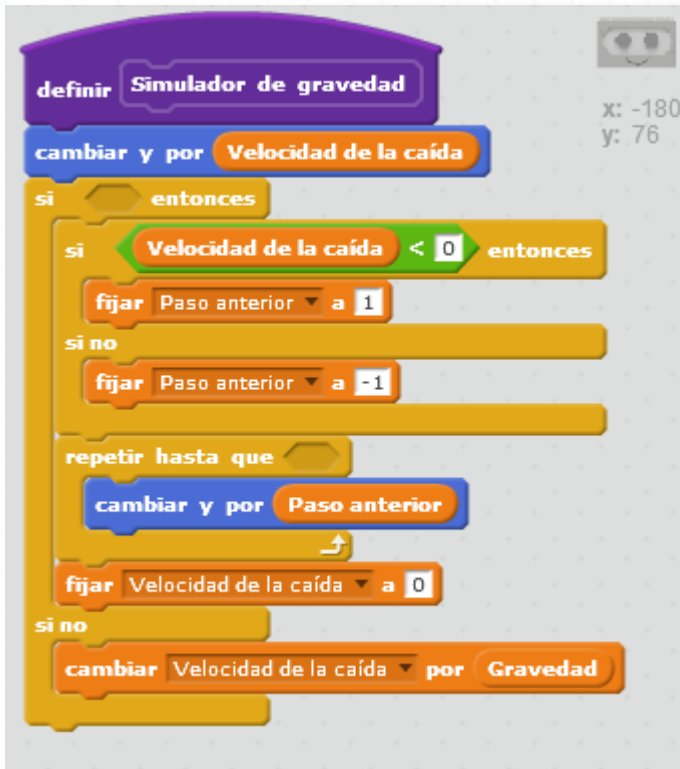 definir Simulador de gravedad
x: -180
y: 76
cambiar y por Velocidad de la caída
si entonces
si Velocidad de la caída < 0 entonces
fijar Paso anterior a 1
si no
fijar Paso anterior a -1
repetir hasta que
cambiar y por Paso anterior
fijar Velocidad de la caída a 0
si no
cambiar Velocidad de la caída por Gravedad